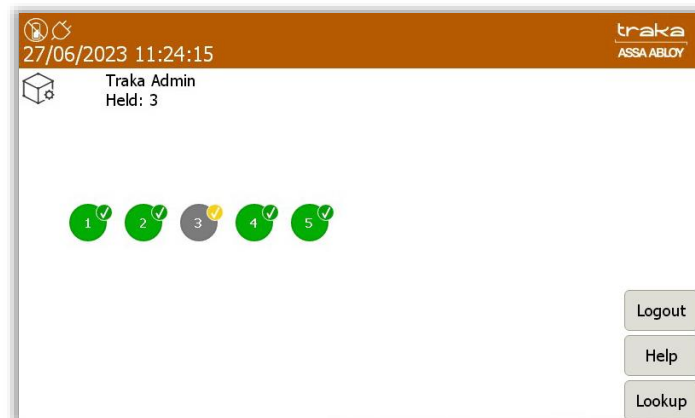 traka
27/06/2023 11:24:15
ASSA ABLOY
Traka Admin
Held: 3
1 2 3 4 5
Logout
Help
Lookup